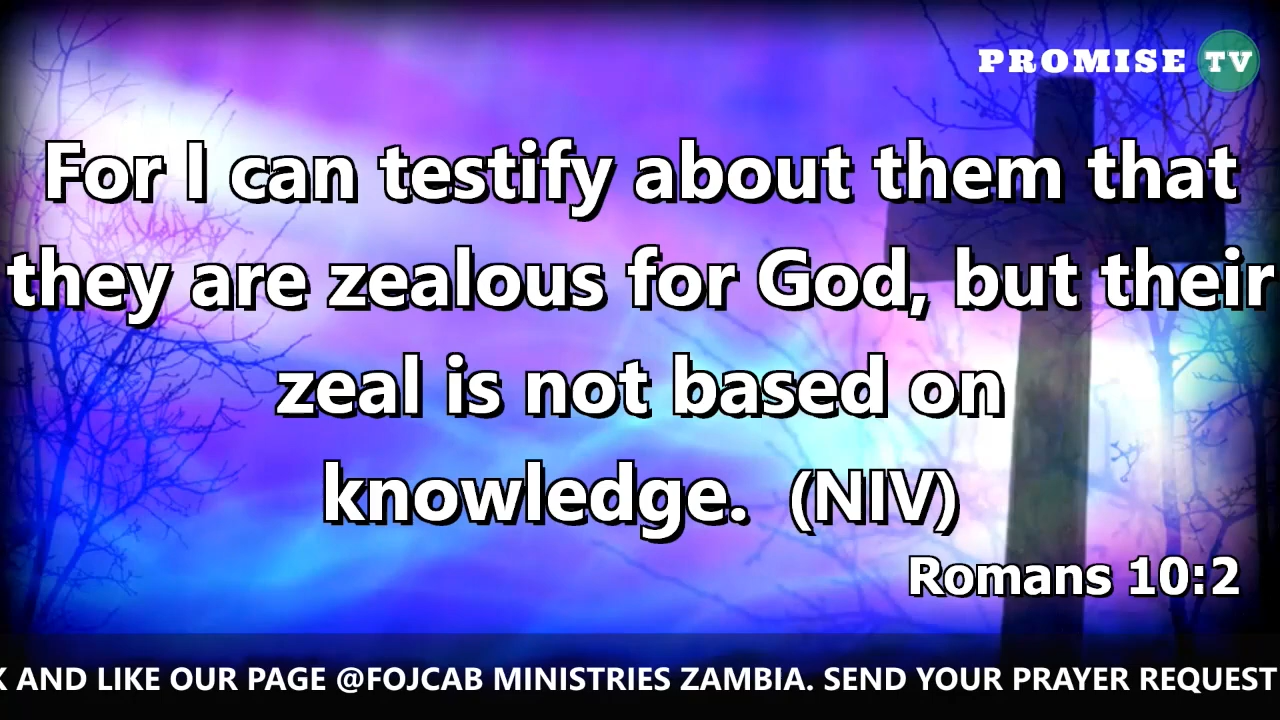 PROMISE TV
For I can testify about them that
they are zealous for God, but their
zeal is not based on
knowledge. (NIV)
Romans 10:2
AND LIKE OUR PAGE @FOJCAB MINISTRIES ZAMBIA. SEND YOUR PRAYER REQUEST